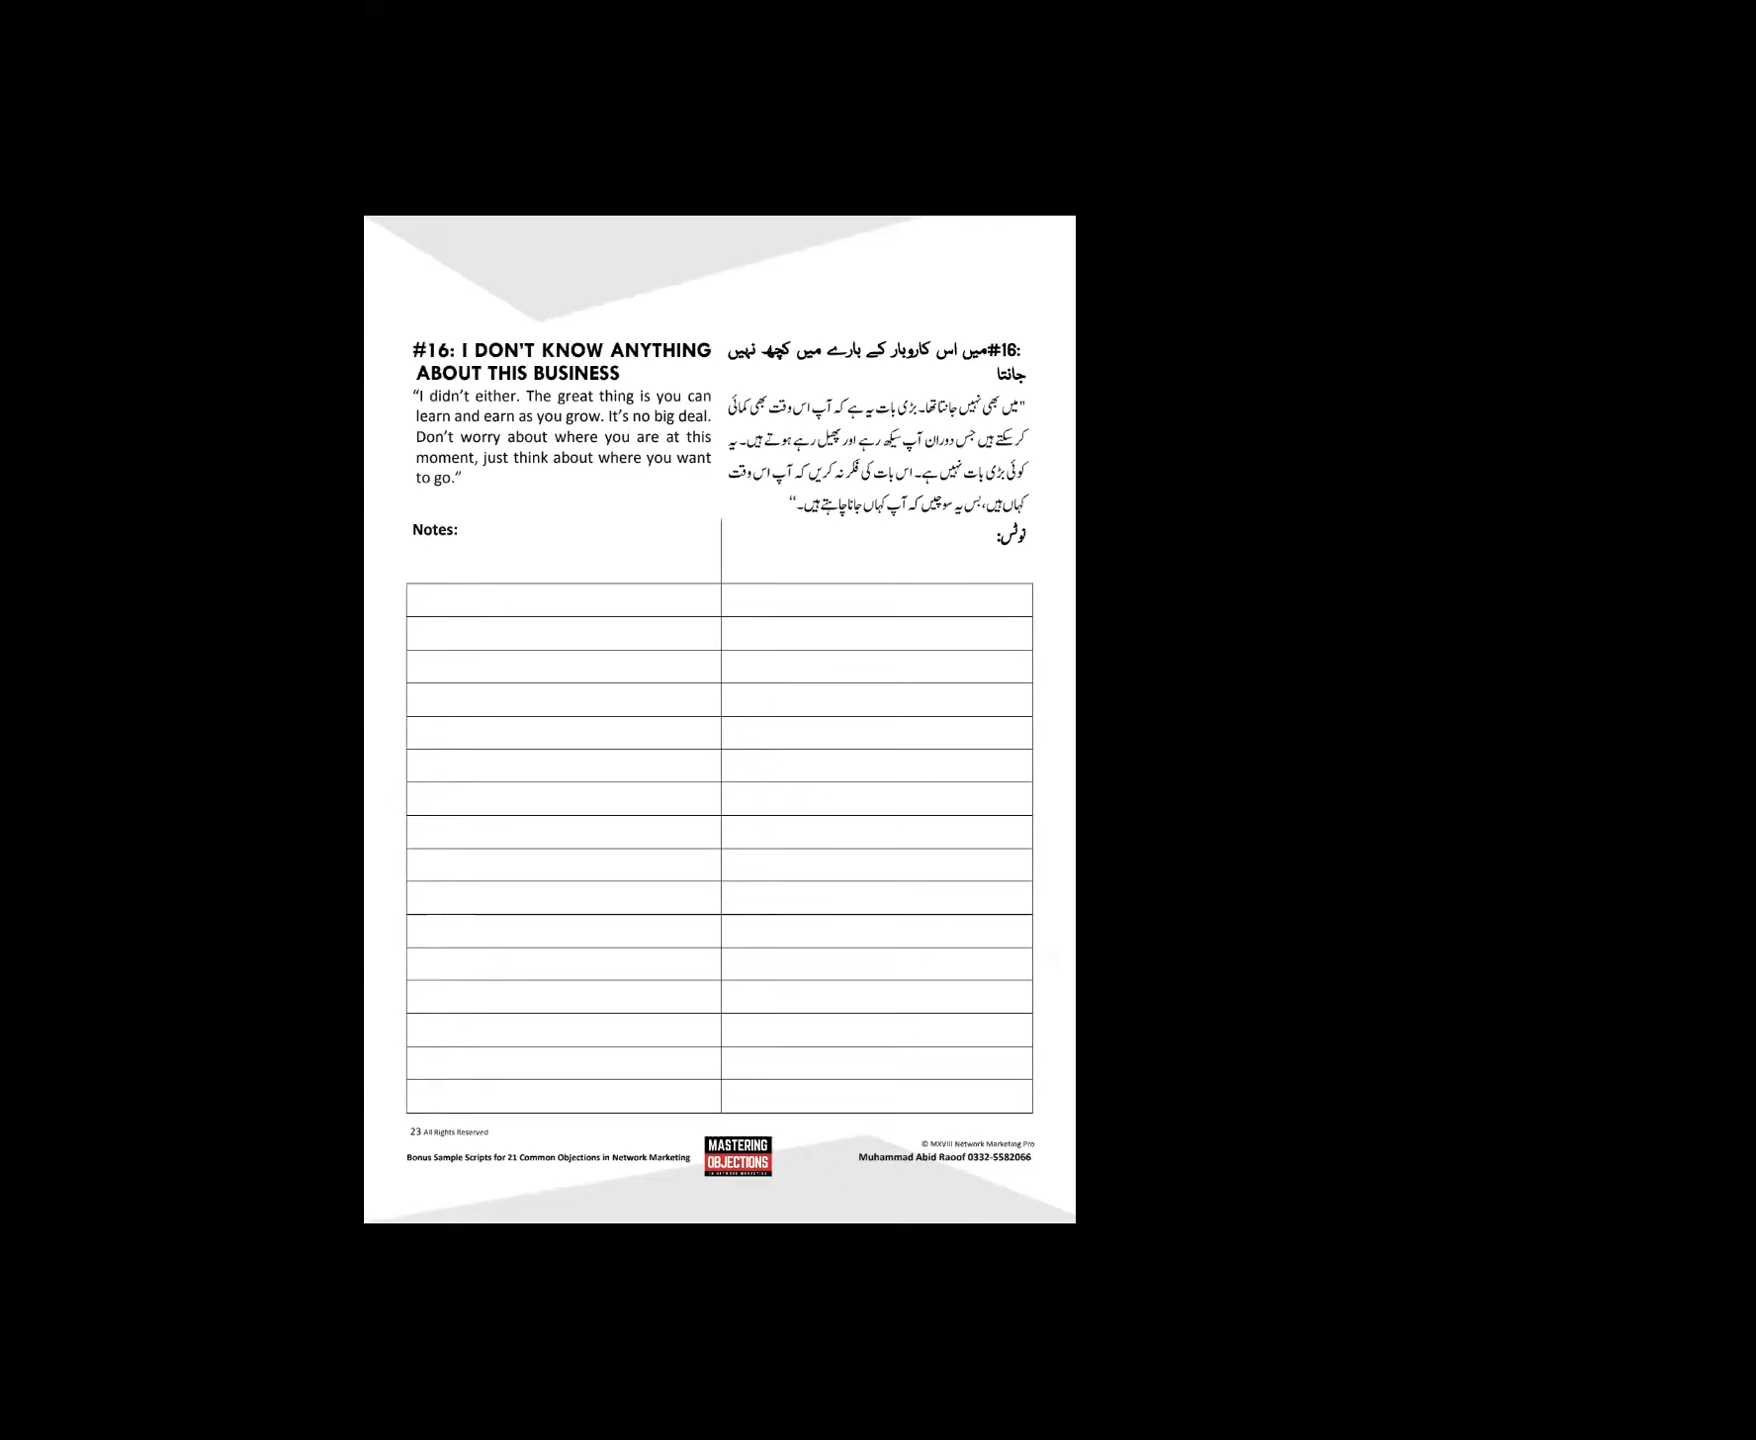 #16: I DON'T KNOW ANYTHING
ABOUT THIS BUSINESS
“I didn't either. The great thing is you can
learn and earn as you grow. It's no big deal.
Don't worry about where you are at this
moment, just think about where you want
to go.”
Notes:
#16: میں اس کاروبار کے بارے میں کچھ نہیں
جانتا
"میں بھی نہیں جانتا تھا۔ بڑی بات یہ ہے کہ آپ اس وقت بھی کمائی
کر سکتے ہیں جس دوران آپ سیکھ رہے اور پھیل رہے ہوتے ہیں۔ یہ
کوئی بڑی بات نہیں ہے۔ اس بات کی فکر نہ کریں کہ آپ اس وقت
کہاں ہیں، بس یہ سوچیں کہ آپ کہاں جانا چاہتے ہیں۔‘‘
نوٹس:
23 All Rights Reserved
Bonus Sample Scripts for 21 Common Objections in Network Marketing
MASTERING
OBJECTIONS
IN NETWORK MARKETING
© MXVIII Network Marketing Pro
Muhammad Abid Raoof 0332-5582066